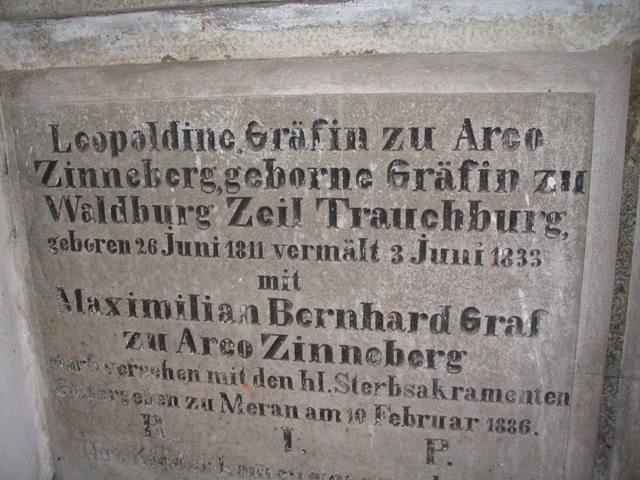 Leopoldine, Gräfin zu Arco
Zinneberg, geborne Gräfin zu
Waldburg Zeil Trauchburg,
geboren 26 Juni 1811 vermält 3 Juni 1833
mit
Maximilian Bernhard Graf
zu Arco Zinneberg
starb versehen mit den hl. Sterbsakramenten
Gottergeben zu Meran am 10 Februar 1886.
R. I. P.
Ihre Kinder